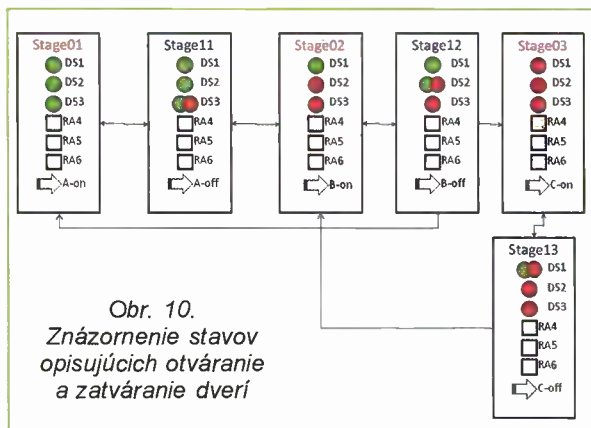 Stage01
DS1
DS2
DS3
RA4
RA5
RA6
A-on
Stage11
DS1
DS2
DS3
RA4
RA5
RA6
A-off
Stage02
DS1
DS2
DS3
RA4
RA5
RA6
B-on
Stage12
DS1
DS2
DS3
RA4
RA5
RA6
B-off
Stage03
DS1
DS2
DS3
RA4
RA5
RA6
C-on
Stage13
DS1
DS2
DS3
RA4
RA5
RA6
C-off
Obr. 10.
Znázornenie stavov
opisujúcich otváranie
a zatváranie dverí